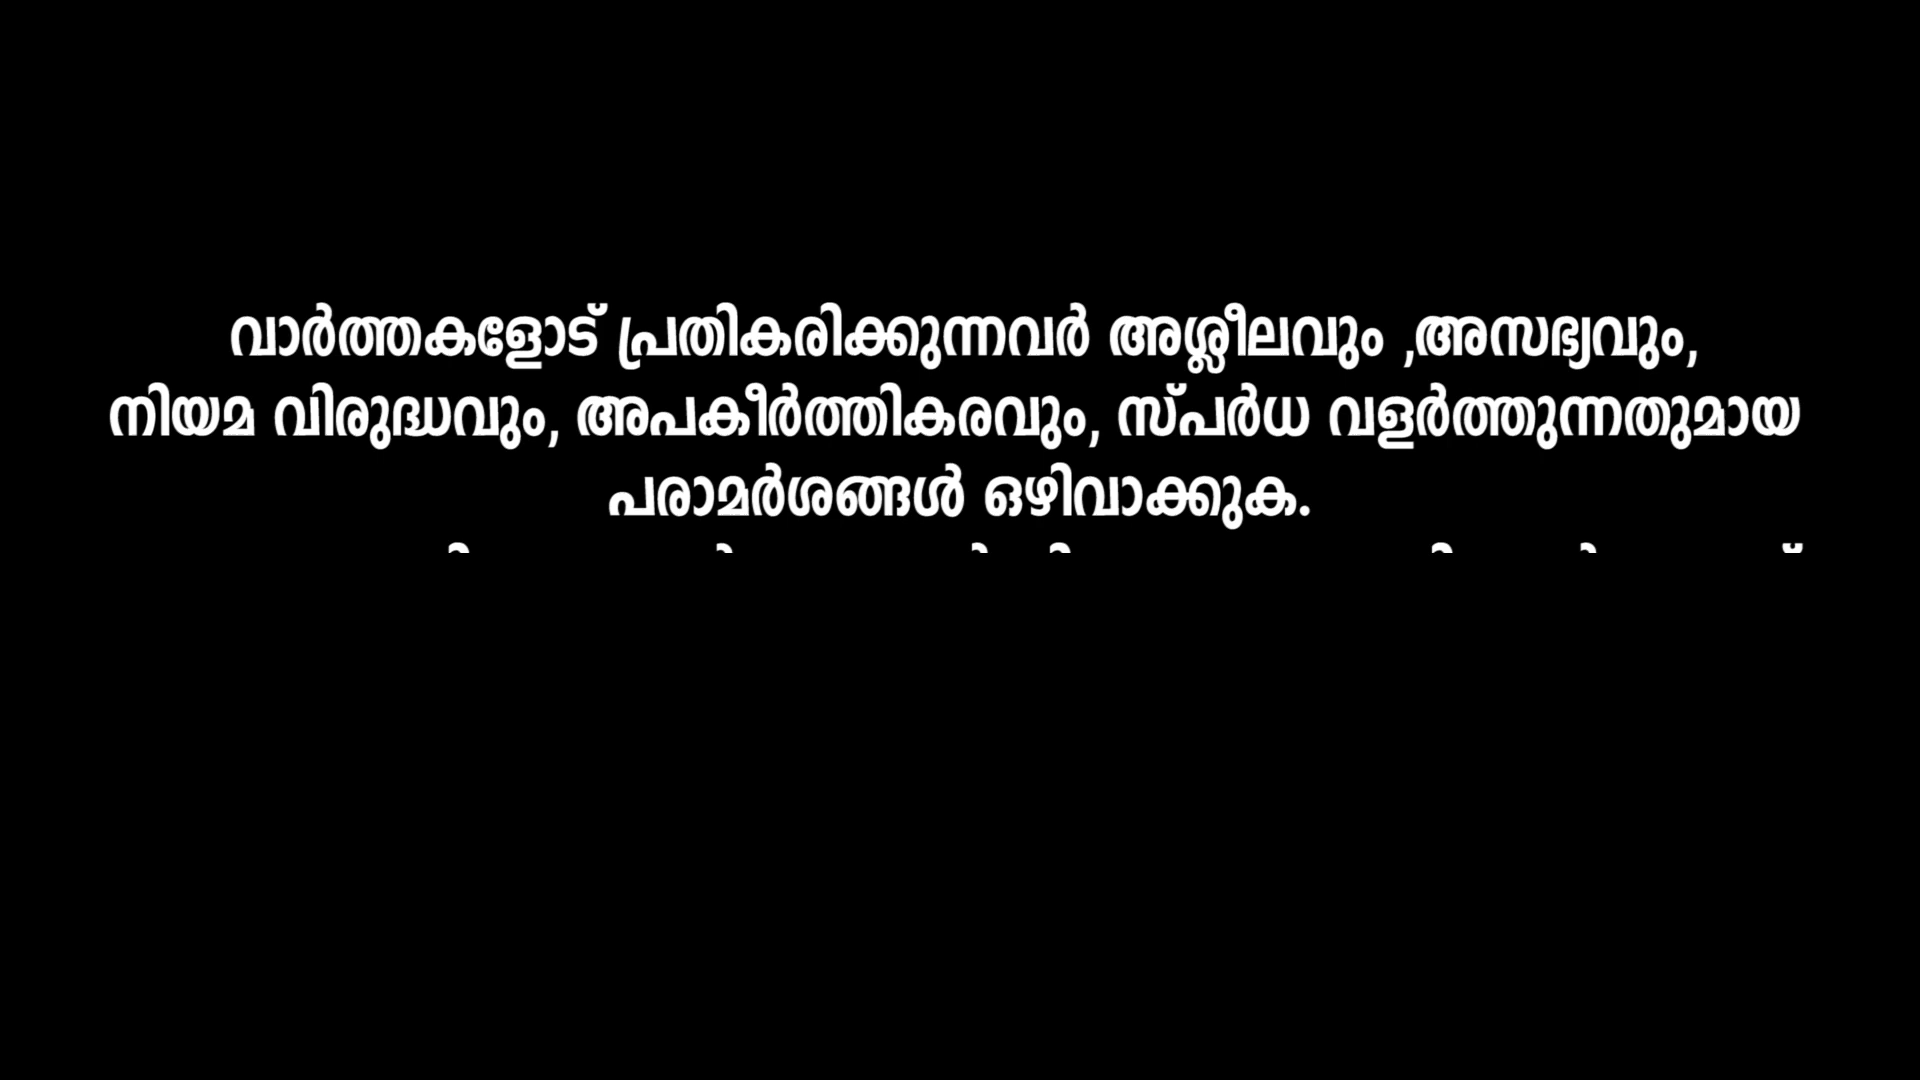 വാർത്തകളോട് പ്രതികരിക്കുന്നവർ അശ്ലീലവും ,അസഭ്യവും,
നിയമ വിരുദ്ധവും, അപകീർത്തികരവും, സ്പർധ വളർത്തുന്നതുമായ
പരാമർശങ്ങൾ ഒഴിവാക്കുക.